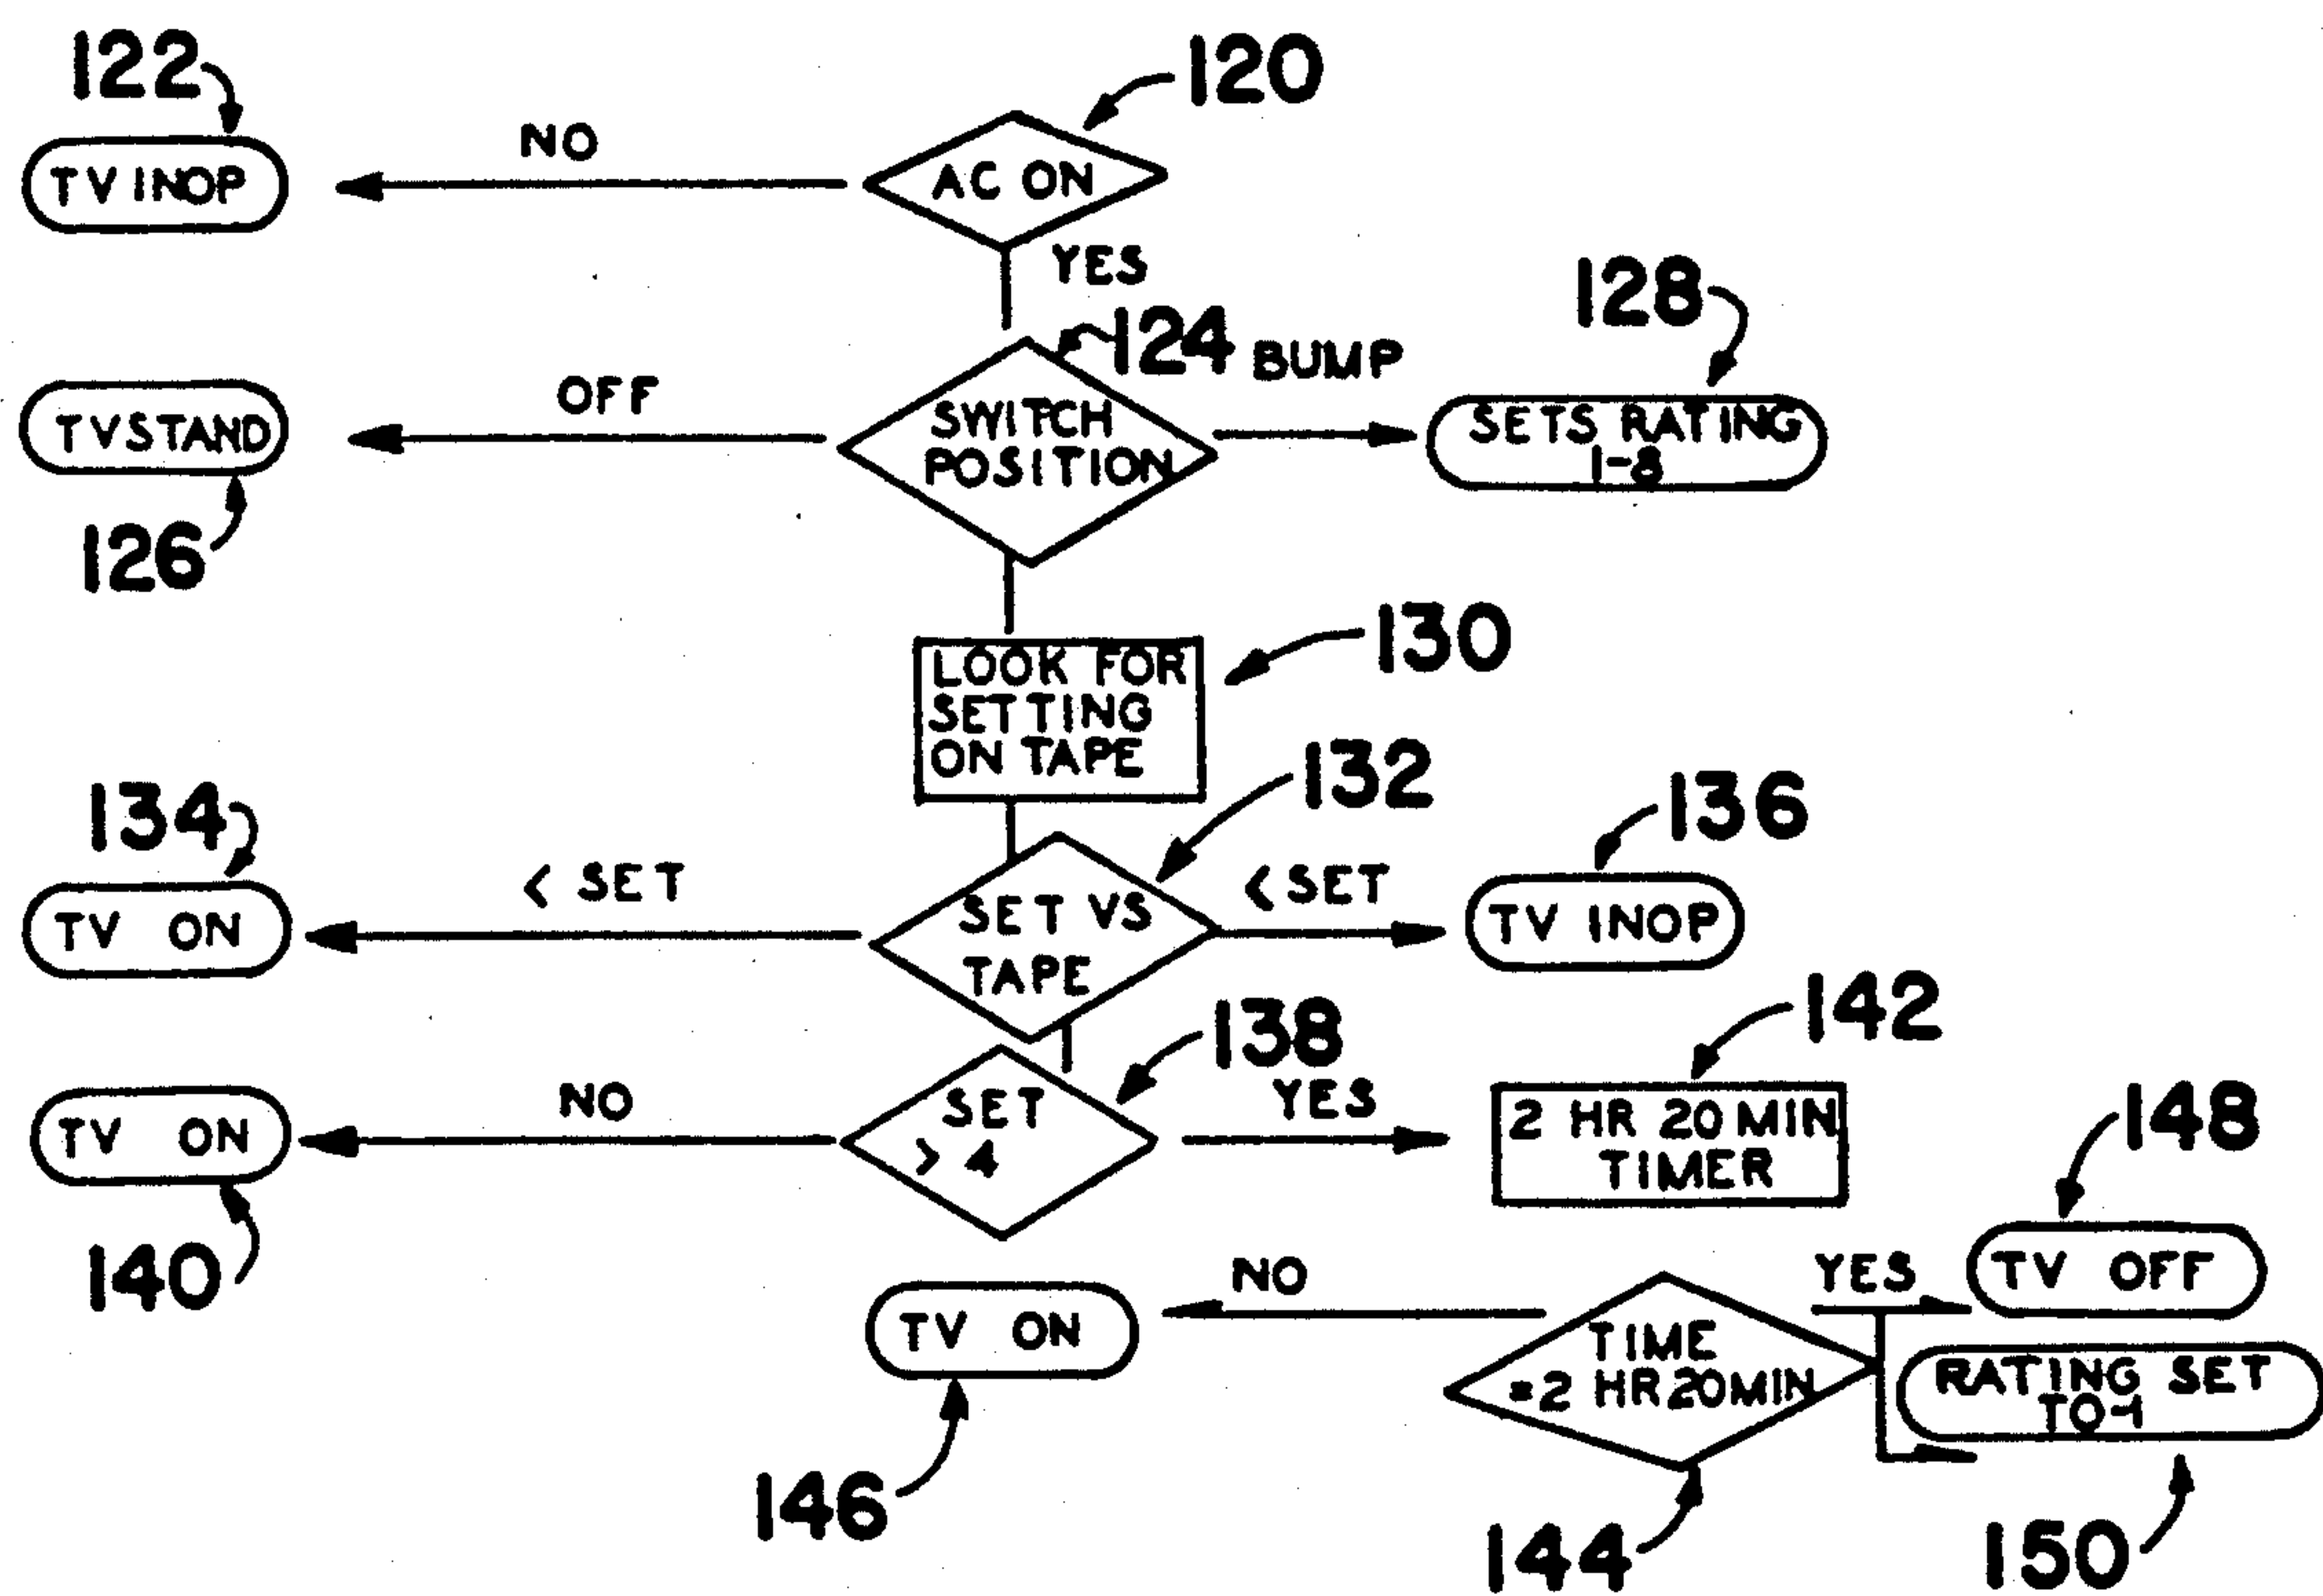 122
120
TV INOP
NO
AC ON
YES
128
124
BUMP
OFF
TVSTAND
SWITCH
POSITION
SETS RATING
1-8
126
130
LOOK FOR
SETTING
ON TAPE
132
134
136
< SET
< SET
TV ON
SET VS
TAPE
TV INOP
142
138
148
NO
YES
TV ON
SET
> 4
2 HR 20 MIN
TIMER
140
NO
YES
TV OFF
TV ON
TIME
=2 HR 20 MIN
RATING SET
TO-1
146
144
150